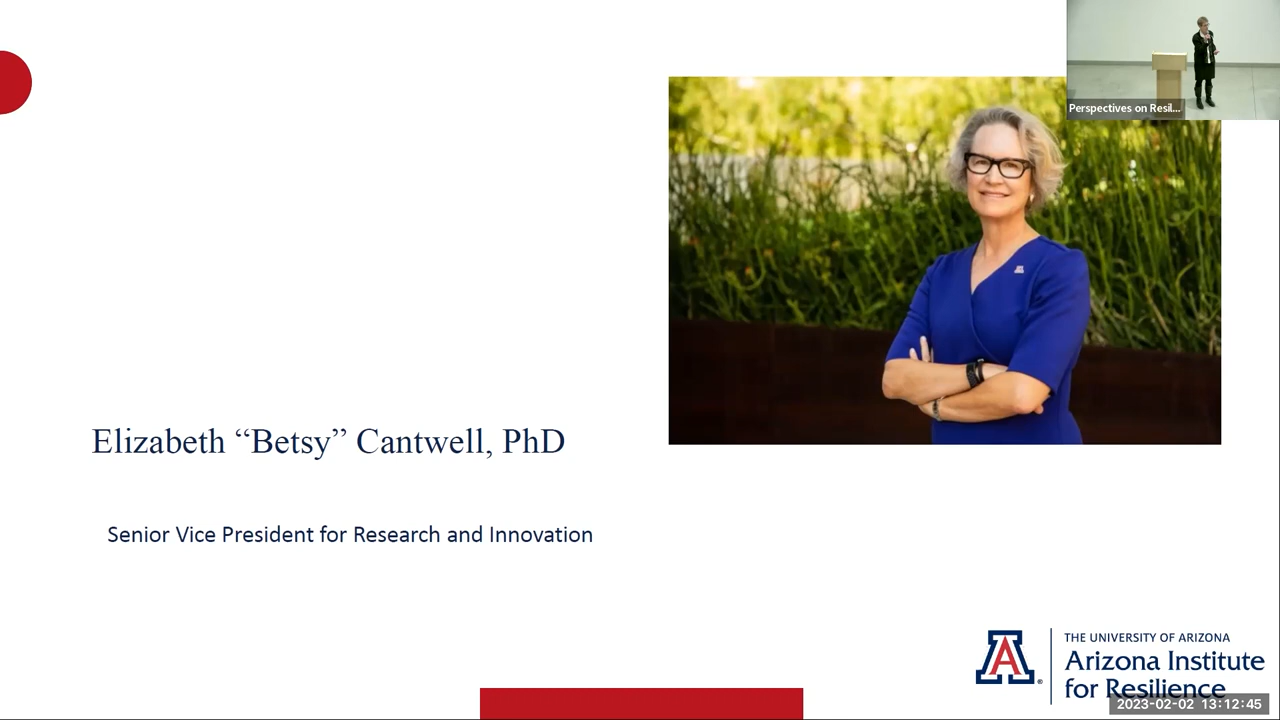 Perspectives on Resil...
Elizabeth “Betsy” Cantwell, PhD
Senior Vice President for Research and Innovation
A
THE UNIVERSITY OF ARIZONA
Arizona Institute
for Resilience
2023-02-02 13:12:45